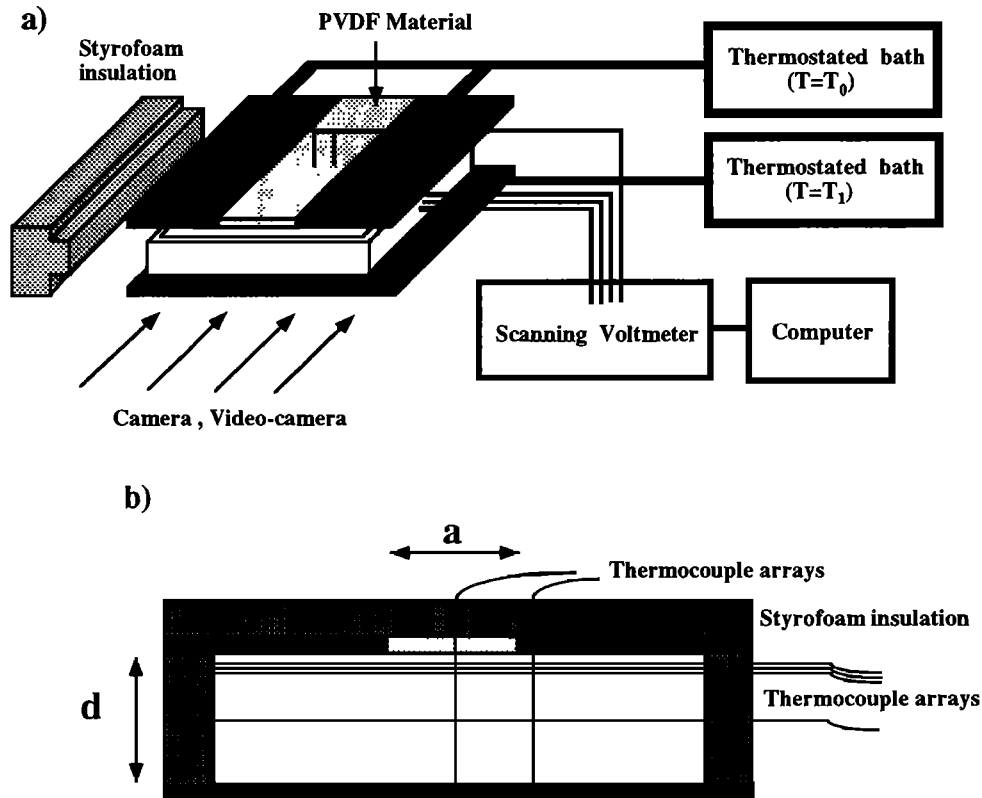 a)
PVDF Material
Styrofoam
insulation
Thermostated bath
(T=T₀)
Thermostated bath
(T=T₁)
Scanning Voltmeter
Computer
Camera , Video-camera
b)
a
Thermocouple arrays
Styrofoam insulation
d
Thermocouple arrays